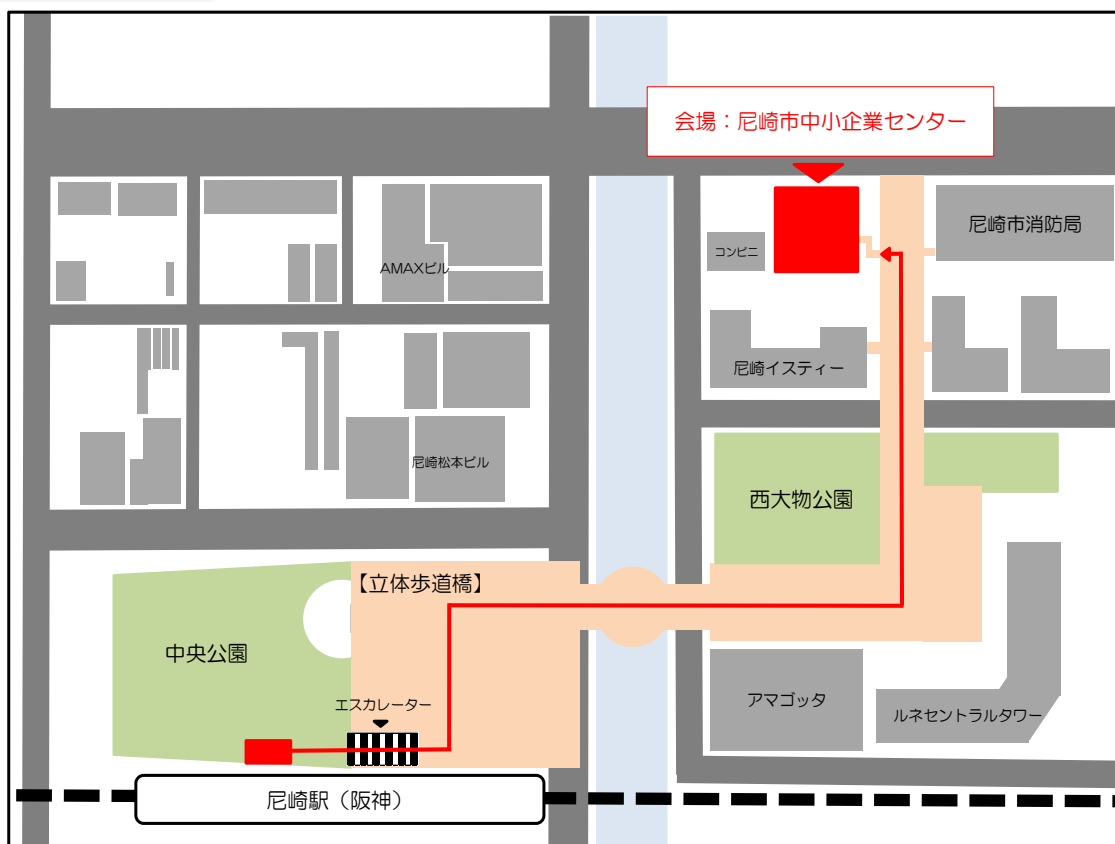 会場：尼崎市中小企業センター
尼崎市消防局
コンビニ
AMAXビル
尼崎イスティー
尼崎松本ビル
西大物公園
【立体歩道橋】
中央公園
エスカレーター
アマゴッタ
ルネセントラルタワー
尼崎駅（阪神）